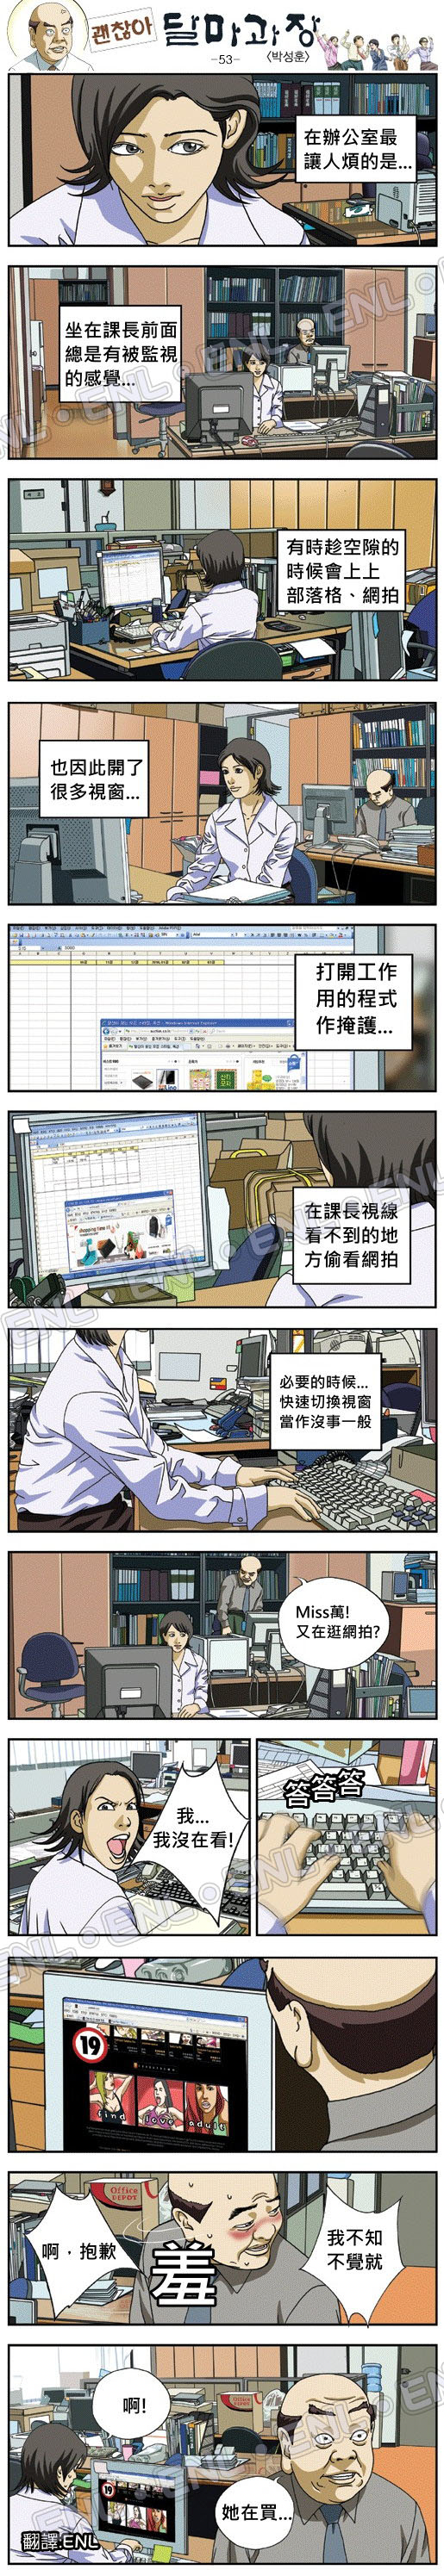 괜찮아
달마과장
-53-
<박성훈>
在辦公室最
讓人煩的是...
坐在課長前面
總是有被監視
的感覺...
有時趁空隙的
時候會上上
部落格、網拍
也因此開了
很多視窗...
打開工作
用的程式
作掩護...
在課長視線
看不到的地
方偷看網拍
必要的時候...
快速切換視窗
當作沒事一般
Miss萬!
又在逛網拍?
我...
我沒在看!
答答答
19
find love adult
Office
DEPOT
啊，抱歉
羞
我不知
不覺就
啊!
19
她在買...
翻譯:ENL